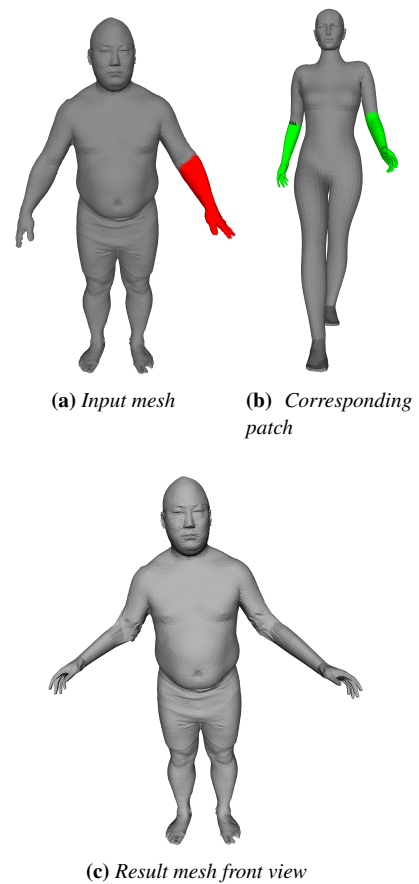 (a) Input mesh
(b) Corresponding
patch
(c) Result mesh front view